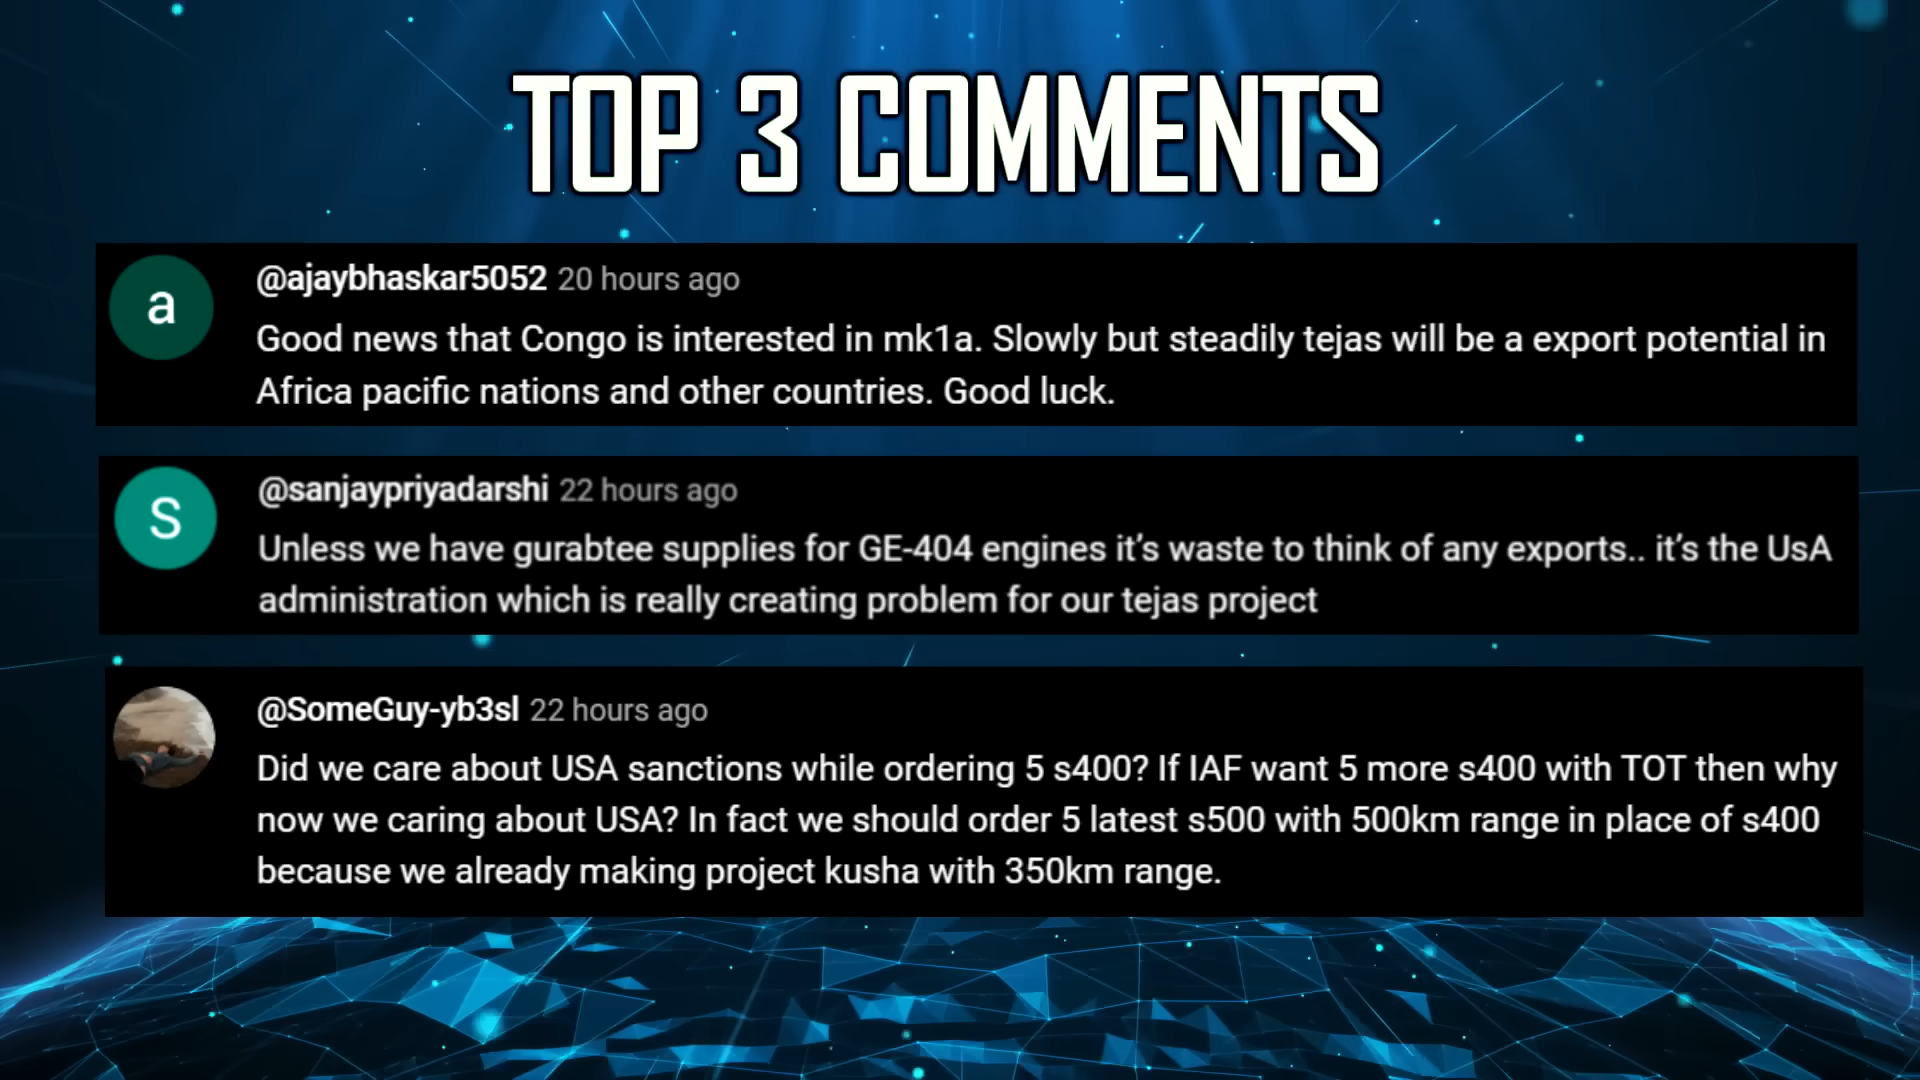 TOP 3 COMMENTS
a
@ajaybhaskar5052 20 hours ago
Good news that Congo is interested in mk1a. Slowly but steadily tejas will be a export potential in
Africa pacific nations and other countries. Good luck.
S
@sanjaypriyadarshi 22 hours ago
Unless we have gurabtee supplies for GE-404 engines it’s waste to think of any exports.. it’s the UsA
administration which is really creating problem for our tejas project
@SomeGuy-yb3sl 22 hours ago
Did we care about USA sanctions while ordering 5 s400? If IAF want 5 more s400 with TOT then why
now we caring about USA? In fact we should order 5 latest s500 with 500km range in place of s400
because we already making project kusha with 350km range.